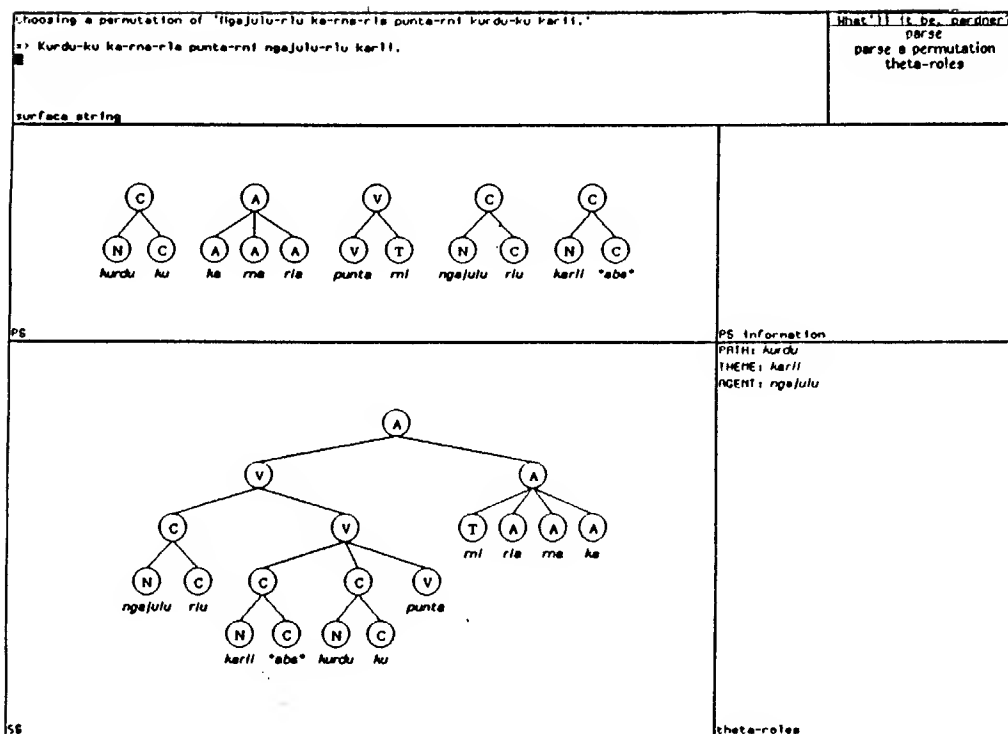 Choosing a permutation of 'Ngajulu-rlu ka-rna-rla punta-rni kurdu-ku karli.'
=> Kurdu-ku ka-rna-rla punta-rni ngajulu-rlu karli.
surface string
What'll it be, pardner?
parse
parse a permutation
theta-roles
C A V C C
N C A A A V T N C N C
kurdu ku ka rna rla punta rni ngajulu rlu karli *abs*
PS
PS information
PATH: kurdu
THEME: karli
AGENT: ngajulu
A
V A
C V T A A A
rni rla rna ka
N C C C V
ngajulu rlu punta
N C N C
karli *abs* kurdu ku
SS
theta-roles